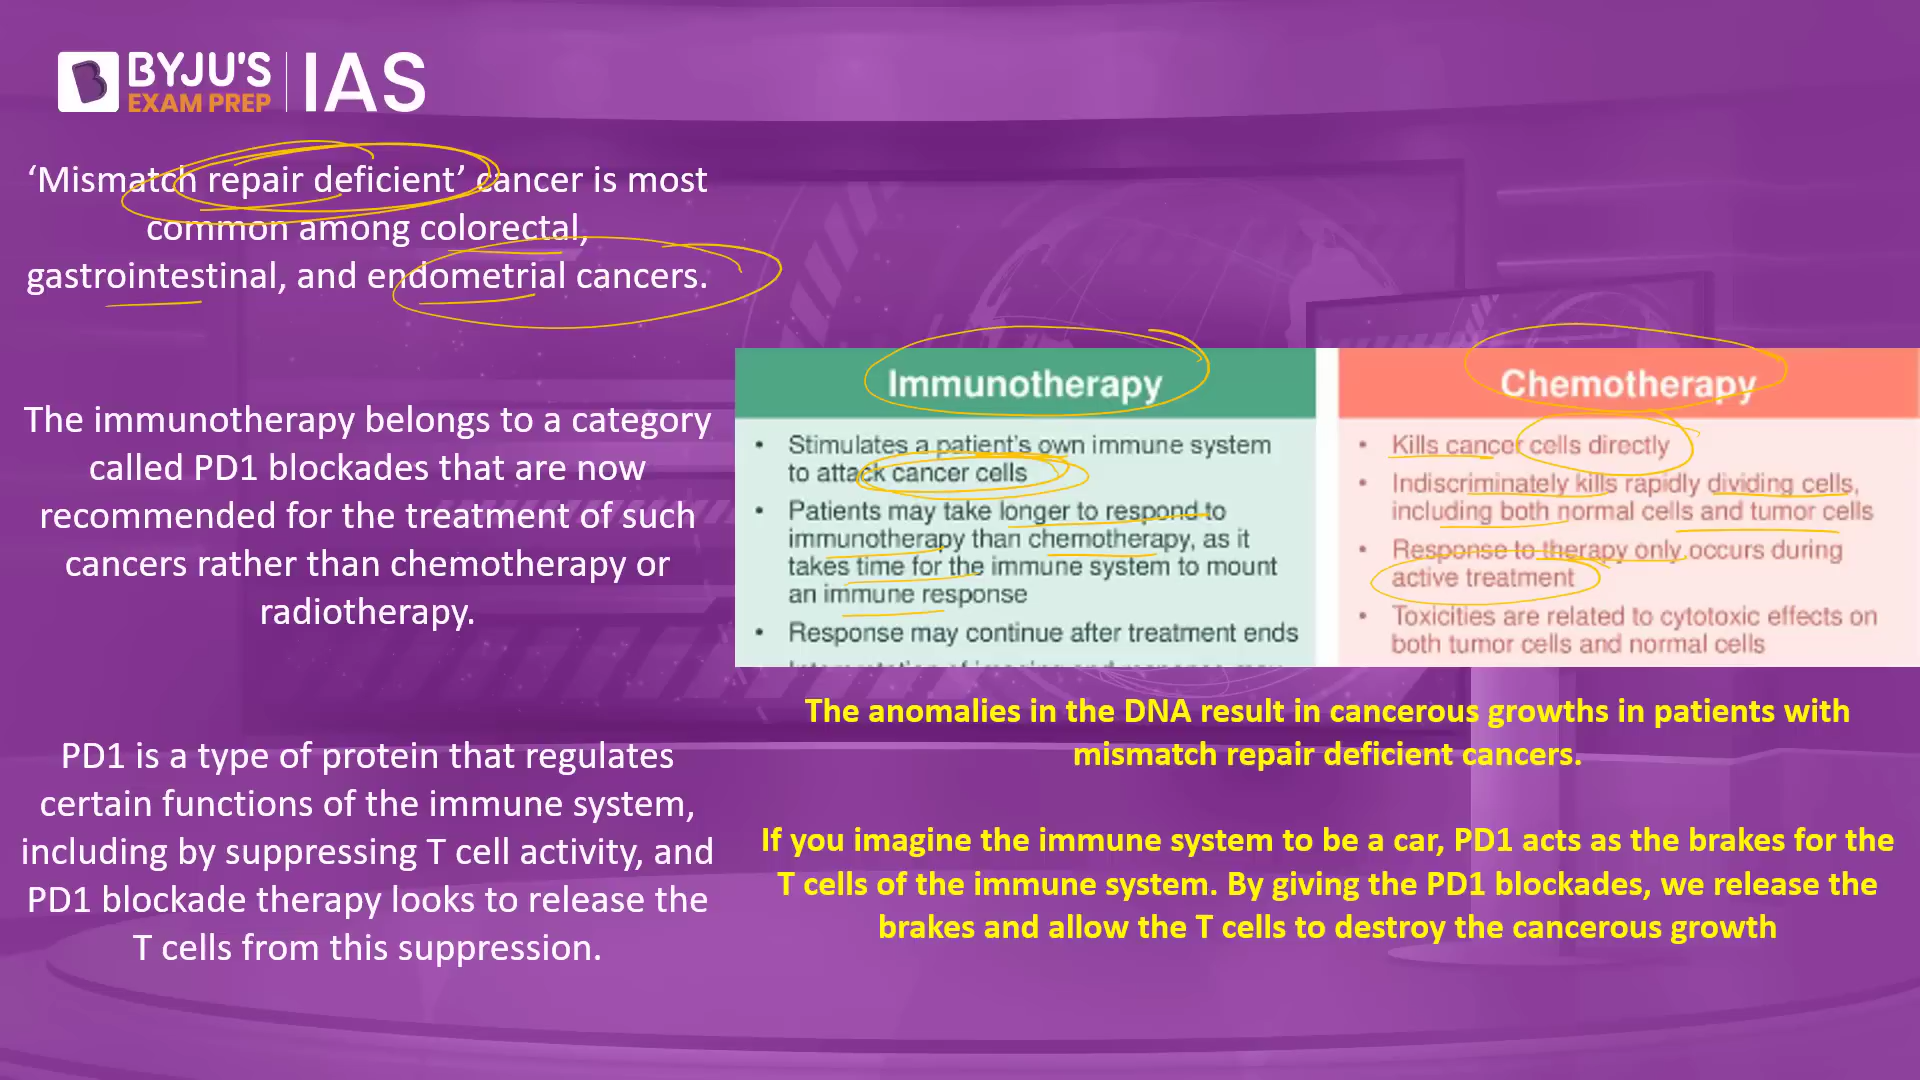 BYJU'S
EXAM PREP
IAS
‘Mismatch repair deficient’ cancer is most
common among colorectal,
gastrointestinal, and endometrial cancers.
The immunotherapy belongs to a category
called PD1 blockades that are now
recommended for the treatment of such
cancers rather than chemotherapy or
radiotherapy.
PD1 is a type of protein that regulates
certain functions of the immune system,
including by suppressing T cell activity, and
PD1 blockade therapy looks to release the
T cells from this suppression.
Immunotherapy
• Stimulates a patient's own immune system
to attack cancer cells
• Patients may take longer to respond to
immunotherapy than chemotherapy, as it
takes time for the immune system to mount
an immune response
• Response may continue after treatment ends
Chemotherapy
• Kills cancer cells directly
• Indiscriminately kills rapidly dividing cells,
including both normal cells and tumor cells
• Response to therapy only occurs during
active treatment
• Toxicities are related to cytotoxic effects on
both tumor cells and normal cells
The anomalies in the DNA result in cancerous growths in patients with
mismatch repair deficient cancers.
If you imagine the immune system to be a car, PD1 acts as the brakes for the
T cells of the immune system. By giving the PD1 blockades, we release the
brakes and allow the T cells to destroy the cancerous growth